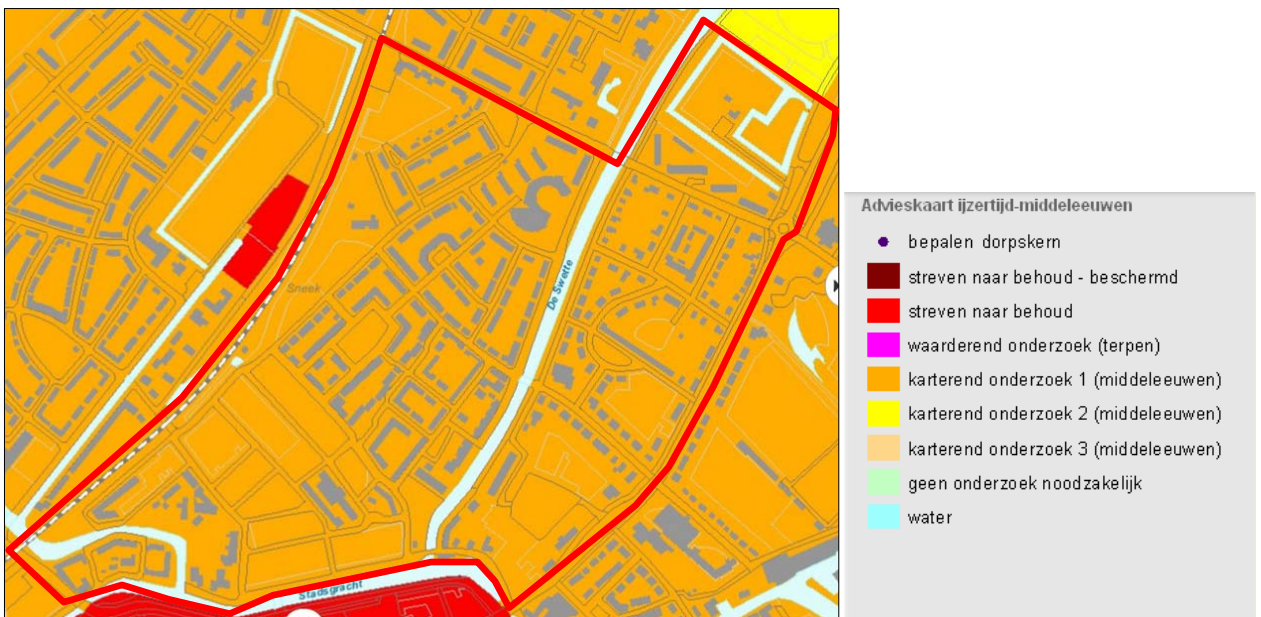 Sneek
De Swette
Stadsgracht
Advieskaart ijzertijd-middeleeuwen
bepalen dorpskern
streven naar behoud - beschermd
streven naar behoud
waarderend onderzoek (terpen)
karterend onderzoek 1 (middeleeuwen)
karterend onderzoek 2 (middeleeuwen)
karterend onderzoek 3 (middeleeuwen)
geen onderzoek noodzakelijk
water